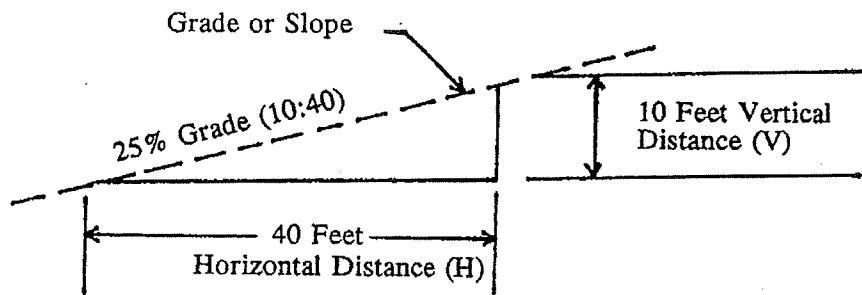 Grade or Slope
25% Grade (10:40)
10 Feet Vertical
Distance (V)
40 Feet
Horizontal Distance (H)